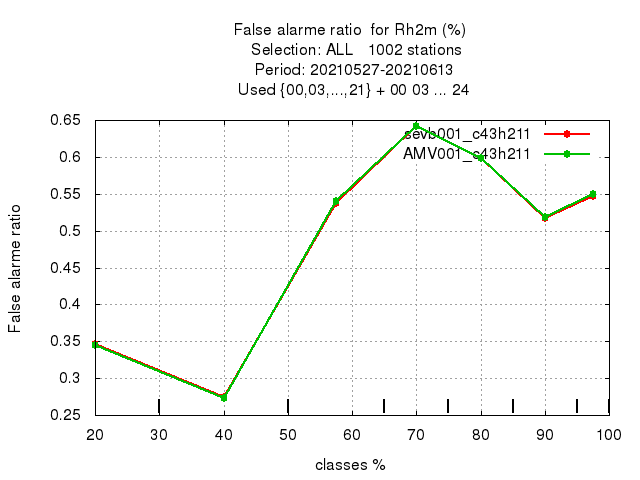 False alarme ratio  for Rh2m (%)
Selection: ALL   1002 stations
Period: 20210527-20210613
Used {00,03,...,21} + 00 03 ... 24
sevb001_c43h211
AMV001_c43h211
False alarme ratio
0.65
0.6
0.55
0.5
0.45
0.4
0.35
0.3
0.25
20 30 40 50 60 70 80 90 100
classes %